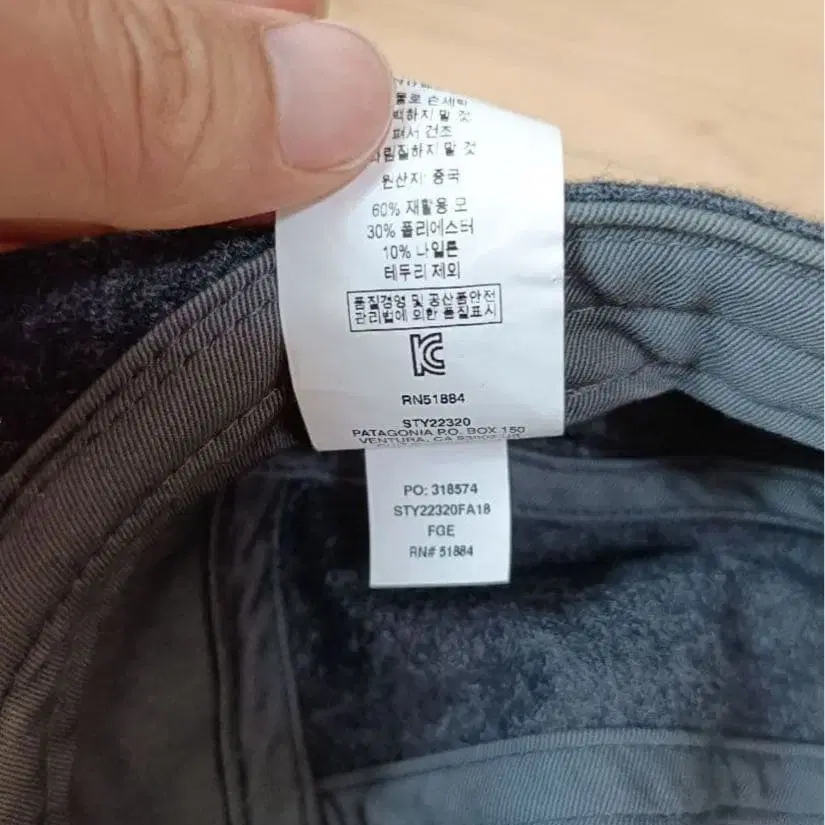 물로 손세탁
백하지 말 것
펴서 건조
다림질하지 말 것
원산지: 중국
60% 재활용 모
30% 폴리에스터
10% 나일론
테두리 제외
품질경영 및 공산품안전
관리법에 의한 품질표시
RN51884
STY22320
PATAGONIA P.O. BOX 150
VENTURA, CA 93002
PO: 318574
STY22320FA18
FGE
RN# 51884